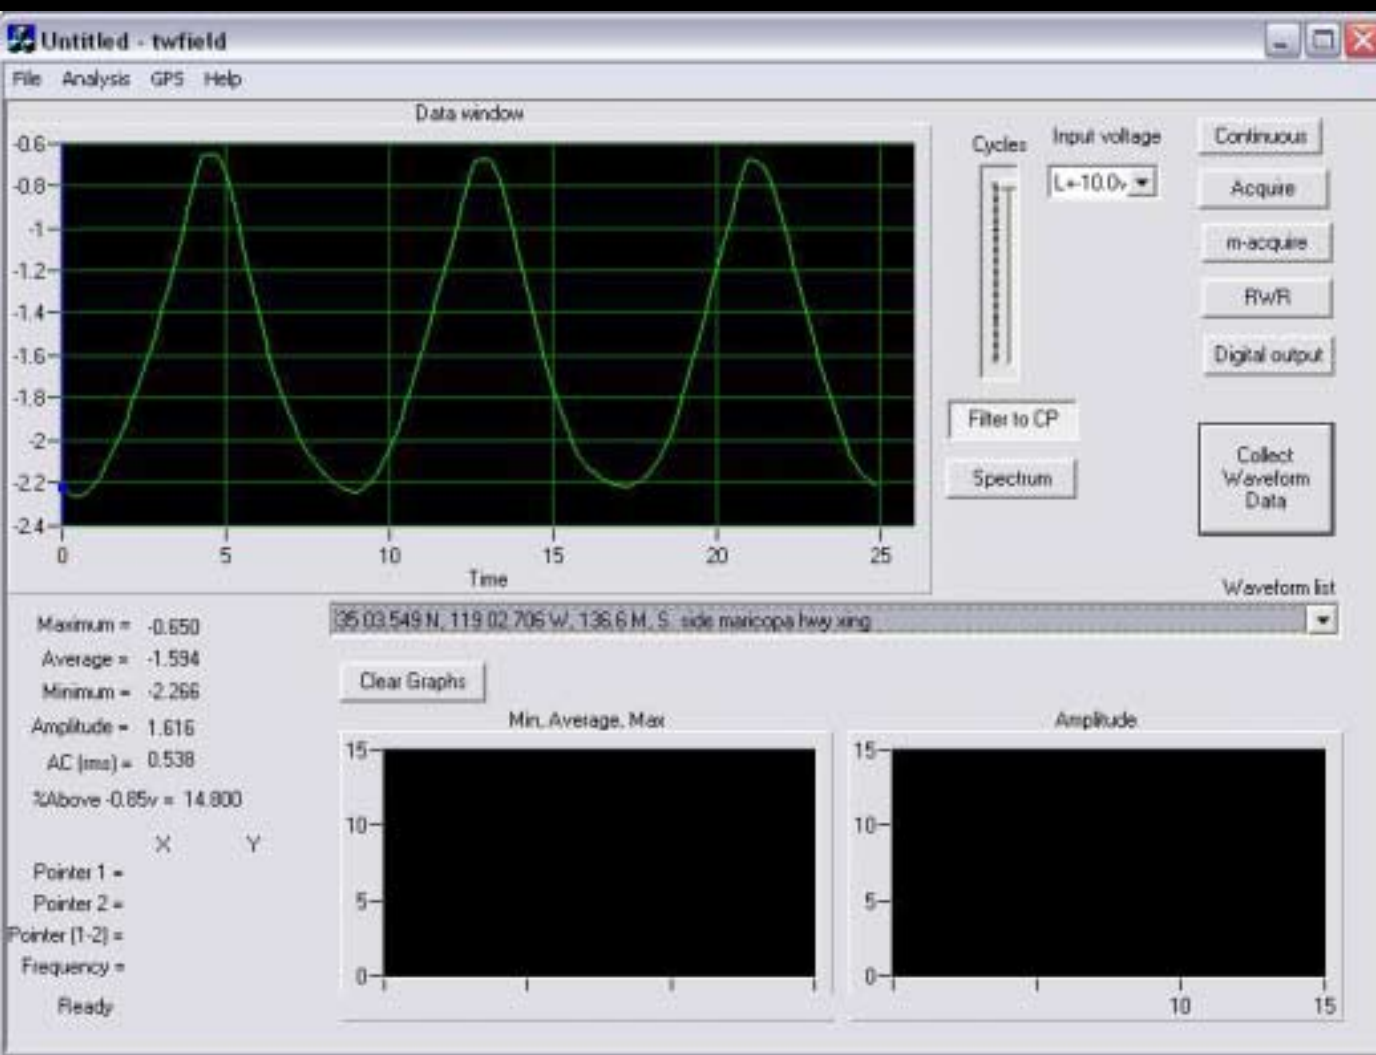 Untitled - twfield
File Analysis GPS Help
Data window
-0.6
-0.8
-1
-1.2
-1.4
-1.6
-1.8
-2
-2.2
-2.4
0 5 10 15 20 25
Time
Cycles
Input voltage
Continuous
Acquire
m-acquire
RWR
Digital output
Filter to CP
Spectrum
Collect
Waveform
Data
Waveform list
35 03.549 N, 119 02.706 W, 136.6 M, S. side maricopa hwy xing
Maximum = -0.650
Average = -1.594
Minimum = -2.266
Amplitude = 1.616
AC (rms) = 0.538
%Above -0.85v = 14.800
X Y
Pointer 1 =
Pointer 2 =
Pointer (1-2) =
Frequency =
Ready
Clear Graphs
Min, Average, Max
15
10
5
0
Amplitude
15
10
5
0
10 15